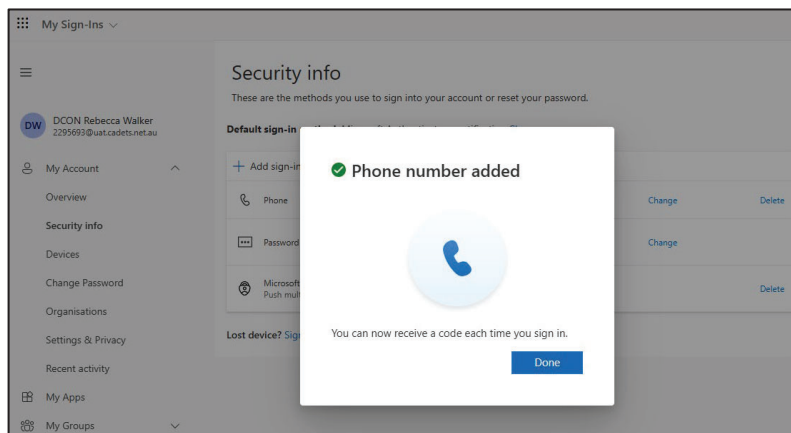 My Sign-Ins
Security info
These are the methods you use to sign into your account or reset your password.
DW
DCON Rebecca Walker
2295693@uat.cadets.net.au
Default sign-in
My Account
Add sign-in
Phone number added
Overview
Phone
Change
Delete
Security info
Password
Change
Devices
Change Password
Microsoft
Push mul
Delete
Organisations
Lost device? Sig
You can now receive a code each time you sign in.
Settings & Privacy
Done
Recent activity
My Apps
My Groups